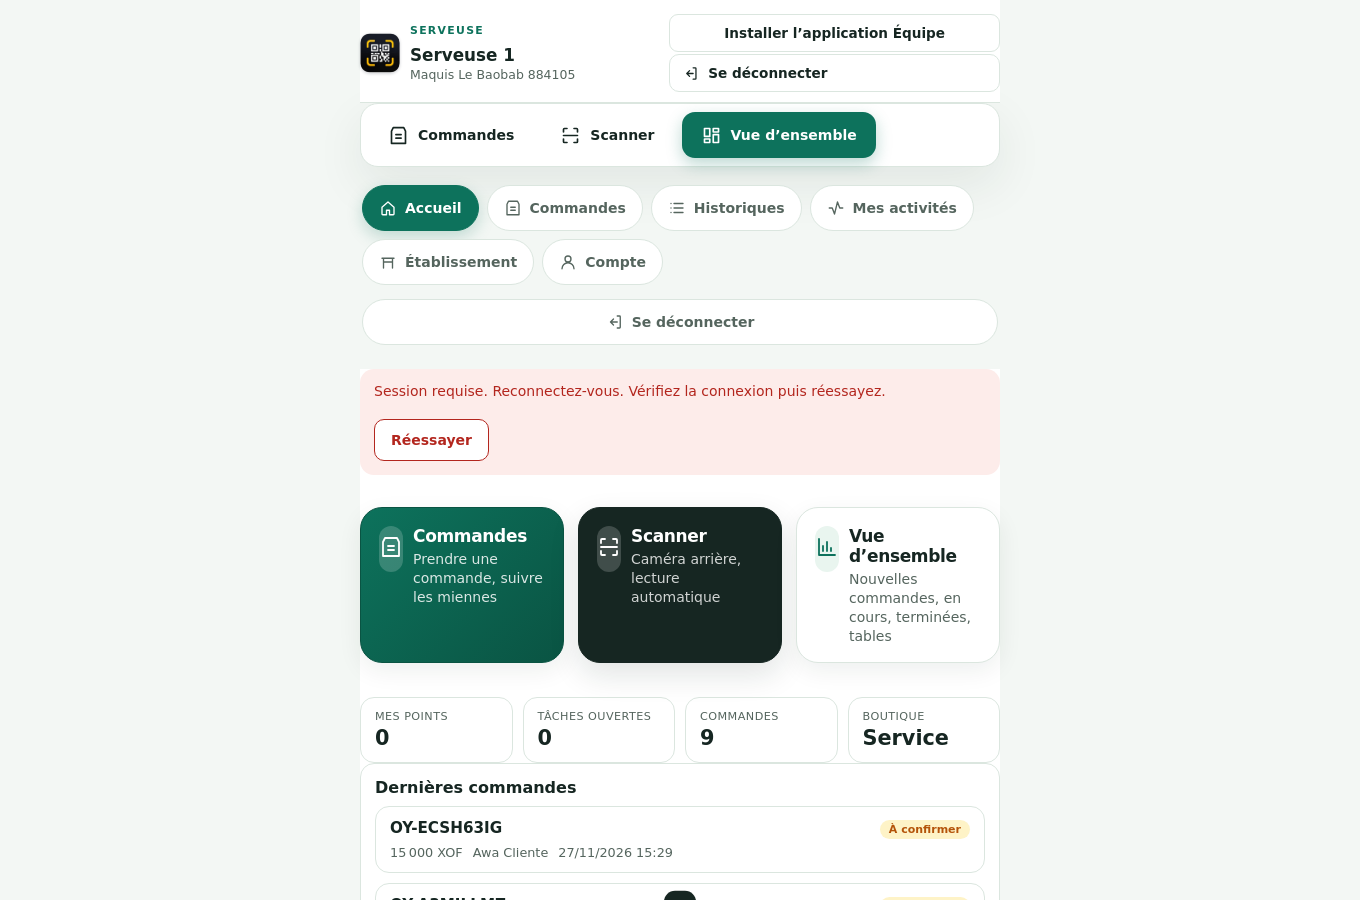 SERVEUSE
Serveuse 1
Maquis Le Baobab 884105
Installer l’application Équipe
Se déconnecter
Commandes
Scanner
Vue d’ensemble
Accueil
Commandes
Historiques
Mes activités
Établissement
Compte
Se déconnecter
Session requise. Reconnectez-vous. Vérifiez la connexion puis réessayez.
Réessayer
Commandes
Prendre une
commande, suivre
les miennes
Scanner
Caméra arrière,
lecture
automatique
Vue
d’ensemble
Nouvelles
commandes, en
cours, terminées,
tables
MES POINTS
0
TÂCHES OUVERTES
0
COMMANDES
9
BOUTIQUE
Service
Dernières commandes
OY-ECSH63IG
À confirmer
15 000 XOF Awa Cliente 27/11/2026 15:29